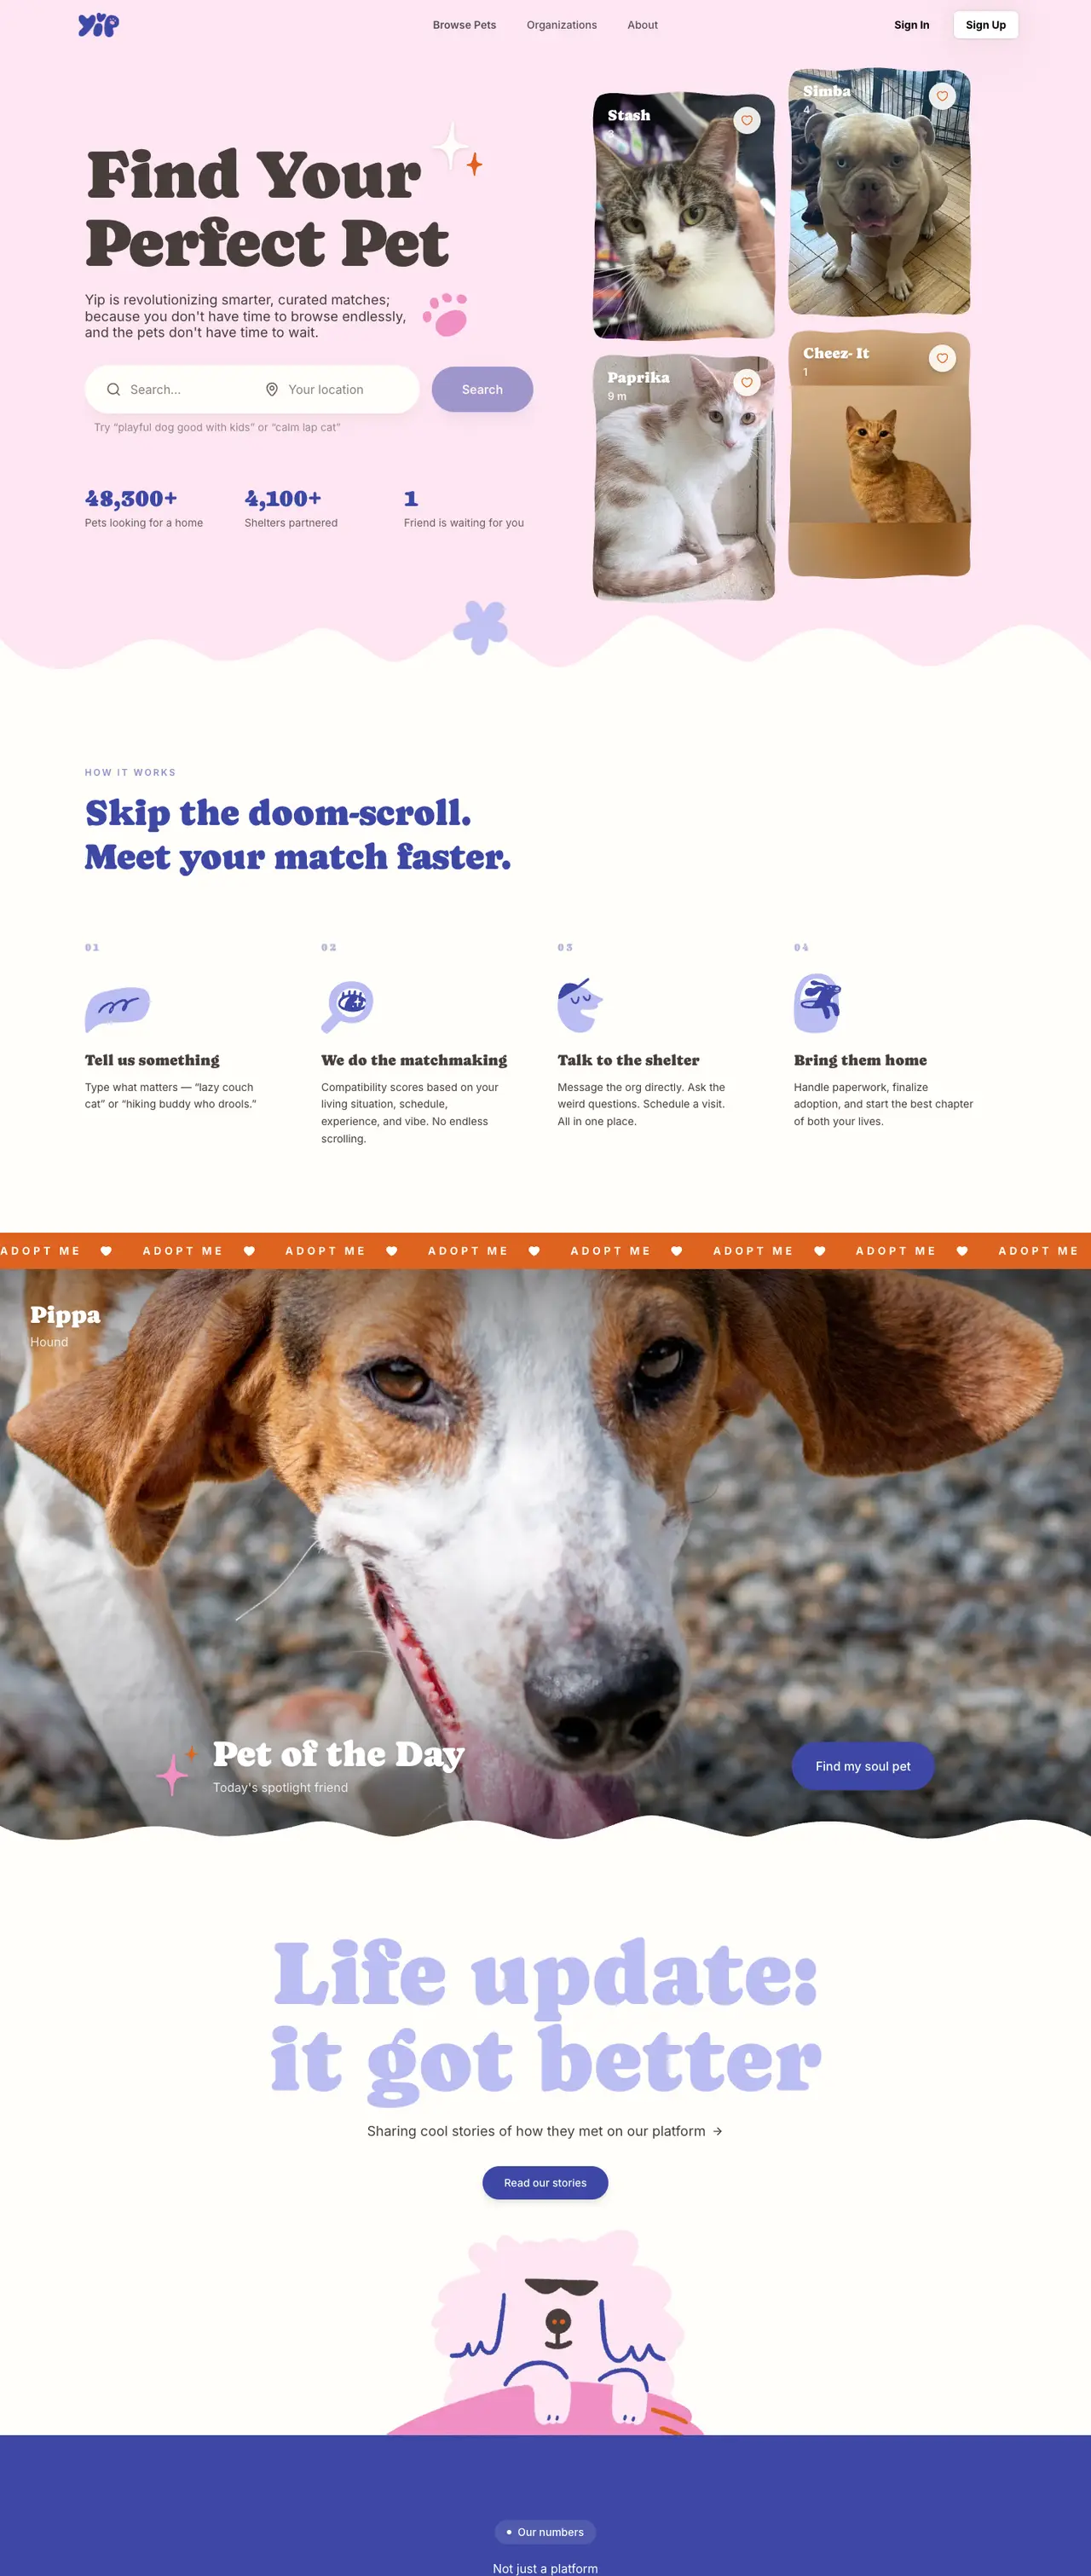 yip
Browse Pets
Organizations
About
Sign In
Sign Up
Find Your
Perfect Pet
Yip is revolutionizing smarter, curated matches;
because you don't have time to browse endlessly,
and the pets don't have time to wait.
Search...
Your location
Search
Try "playful dog good with kids" or "calm lap cat"
48,300+
Pets looking for a home
4,100+
Shelters partnered
1
Friend is waiting for you
Stash
Simba
4
Paprika
9 m
Cheez- It
1
HOW IT WORKS
Skip the doom-scroll.
Meet your match faster.
01
Tell us something
Type what matters — "lazy couch
cat" or "hiking buddy who drools."
02
We do the matchmaking
Compatibility scores based on your
living situation, schedule,
experience, and vibe. No endless
scrolling.
03
Talk to the shelter
Message the org directly. Ask the
weird questions. Schedule a visit.
All in one place.
04
Bring them home
Handle paperwork, finalize
adoption, and start the best chapter
of both your lives.
ADOPT ME ADOPT ME ADOPT ME ADOPT ME ADOPT ME ADOPT ME ADOPT ME ADOPT ME
Pippa
Hound
Pet of the Day
Today's spotlight friend
Find my soul pet
Life update:
it got better
Sharing cool stories of how they met on our platform →
Read our stories
• Our numbers
Not just a platform